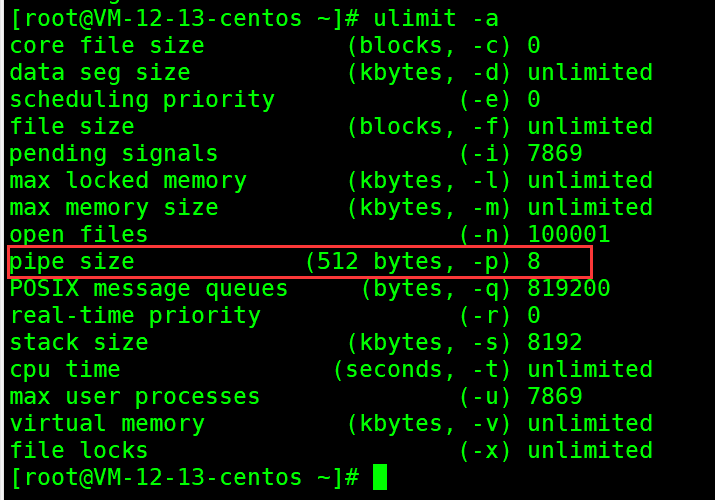 [root@VM-12-13-centos ~]# ulimit -a
core file size          (blocks, -c) 0
data seg size           (kbytes, -d) unlimited
scheduling priority             (-e) 0
file size               (blocks, -f) unlimited
pending signals                 (-i) 7869
max locked memory       (kbytes, -l) unlimited
max memory size         (kbytes, -m) unlimited
open files                      (-n) 100001
pipe size            (512 bytes, -p) 8
POSIX message queues     (bytes, -q) 819200
real-time priority              (-r) 0
stack size              (kbytes, -s) 8192
cpu time               (seconds, -t) unlimited
max user processes              (-u) 7869
virtual memory          (kbytes, -v) unlimited
file locks                      (-x) unlimited
[root@VM-12-13-centos ~]#